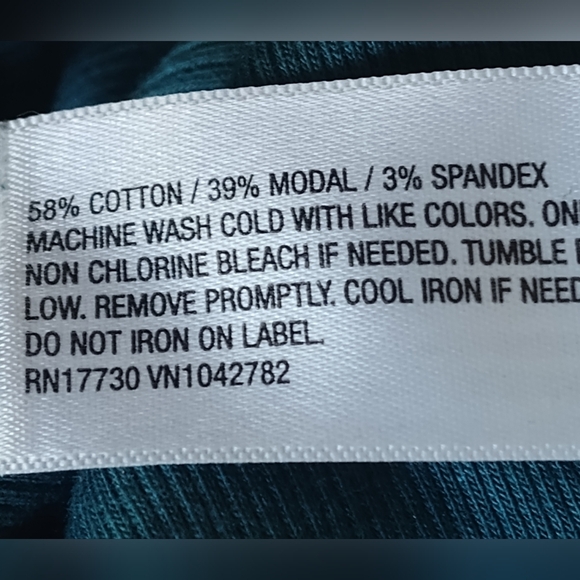 58% COTTON / 39% MODAL / 3% SPANDEX
MACHINE WASH COLD WITH LIKE COLORS.
NON CHLORINE BLEACH IF NEEDED. TUMBLE
LOW. REMOVE PROMPTLY. COOL IRON IF
DO NOT IRON ON LABEL.
RN17730 VN1042782